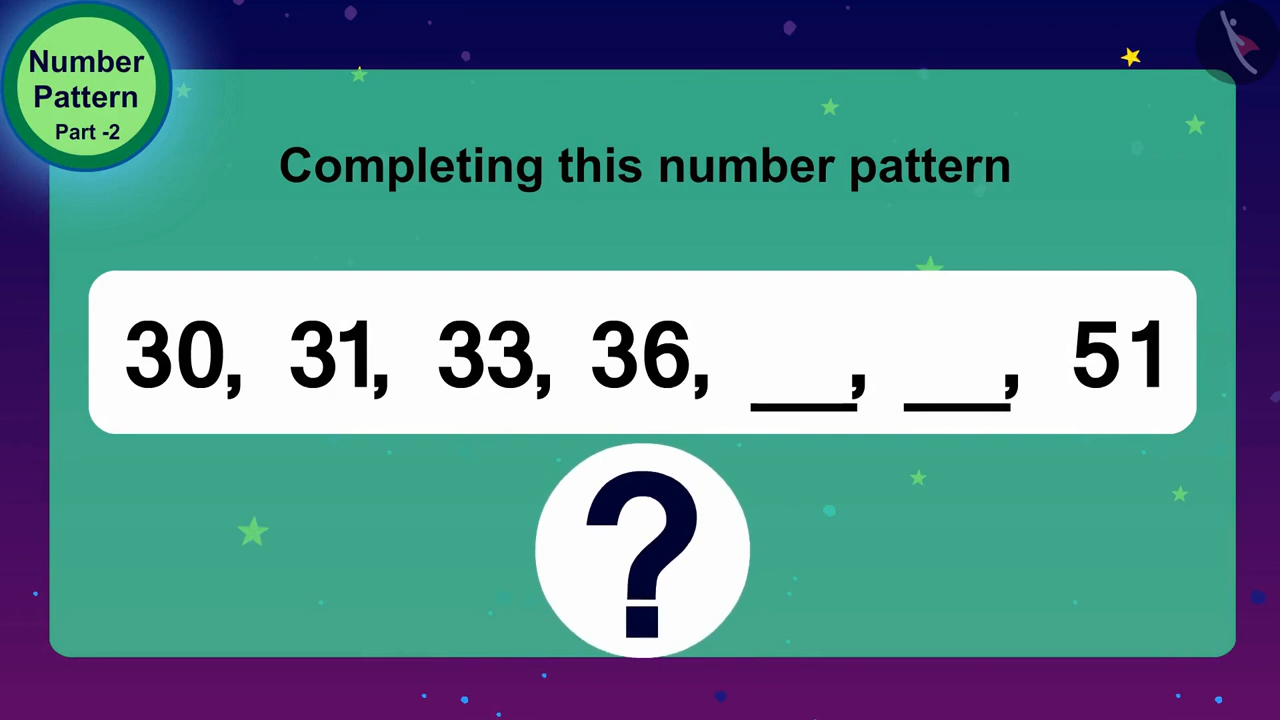 Number
Pattern
Part -2
Completing this number pattern
30, 31, 33, 36, __, __, 51
?